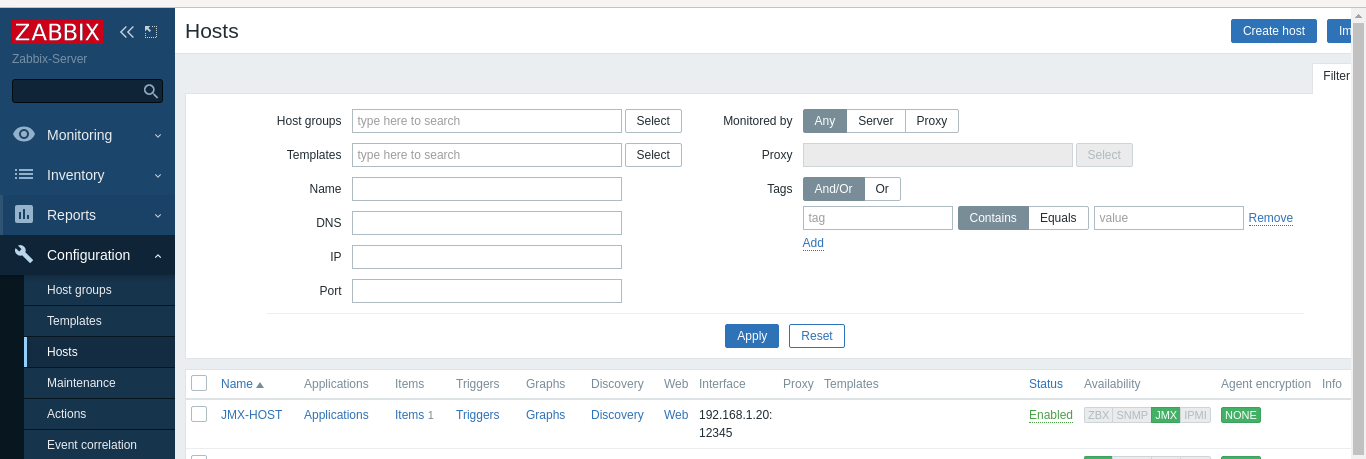 ZABBIX
Zabbix-Server
Monitoring
Inventory
Reports
Configuration
Host groups
Templates
Hosts
Maintenance
Actions
Event correlation
Hosts
Create host
Filter
Host groups type here to search Select
Templates type here to search Select
Name
DNS
IP
Port
Monitored by Any Server Proxy
Proxy Select
Tags And/Or Or
tag Contains Equals value Remove
Add
Apply Reset
Name Applications Items Triggers Graphs Discovery Web Interface Proxy Templates Status Availability Agent encryption Info
JMX-HOST Applications Items 1 Triggers Graphs Discovery Web 192.168.1.20: Enabled ZBX SNMP JMX IPMI NONE
12345